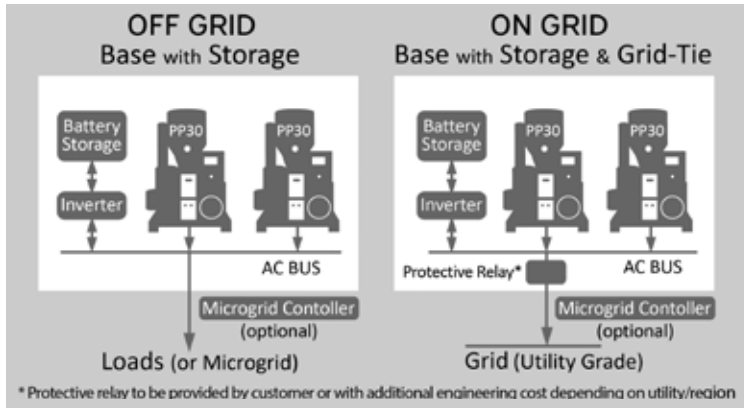 OFF GRID
Base with Storage
Battery
Storage
PP30
PP30
Inverter
AC BUS
Microgrid Contoller
(optional)
Loads (or Microgrid)
ON GRID
Base with Storage & Grid-Tie
Battery
Storage
PP30
PP30
Inverter
Protective Relay*
AC BUS
Microgrid Contoller
(optional)
Grid (Utility Grade)
* Protective relay to be provided by customer or with additional engineering cost depending on utility/region